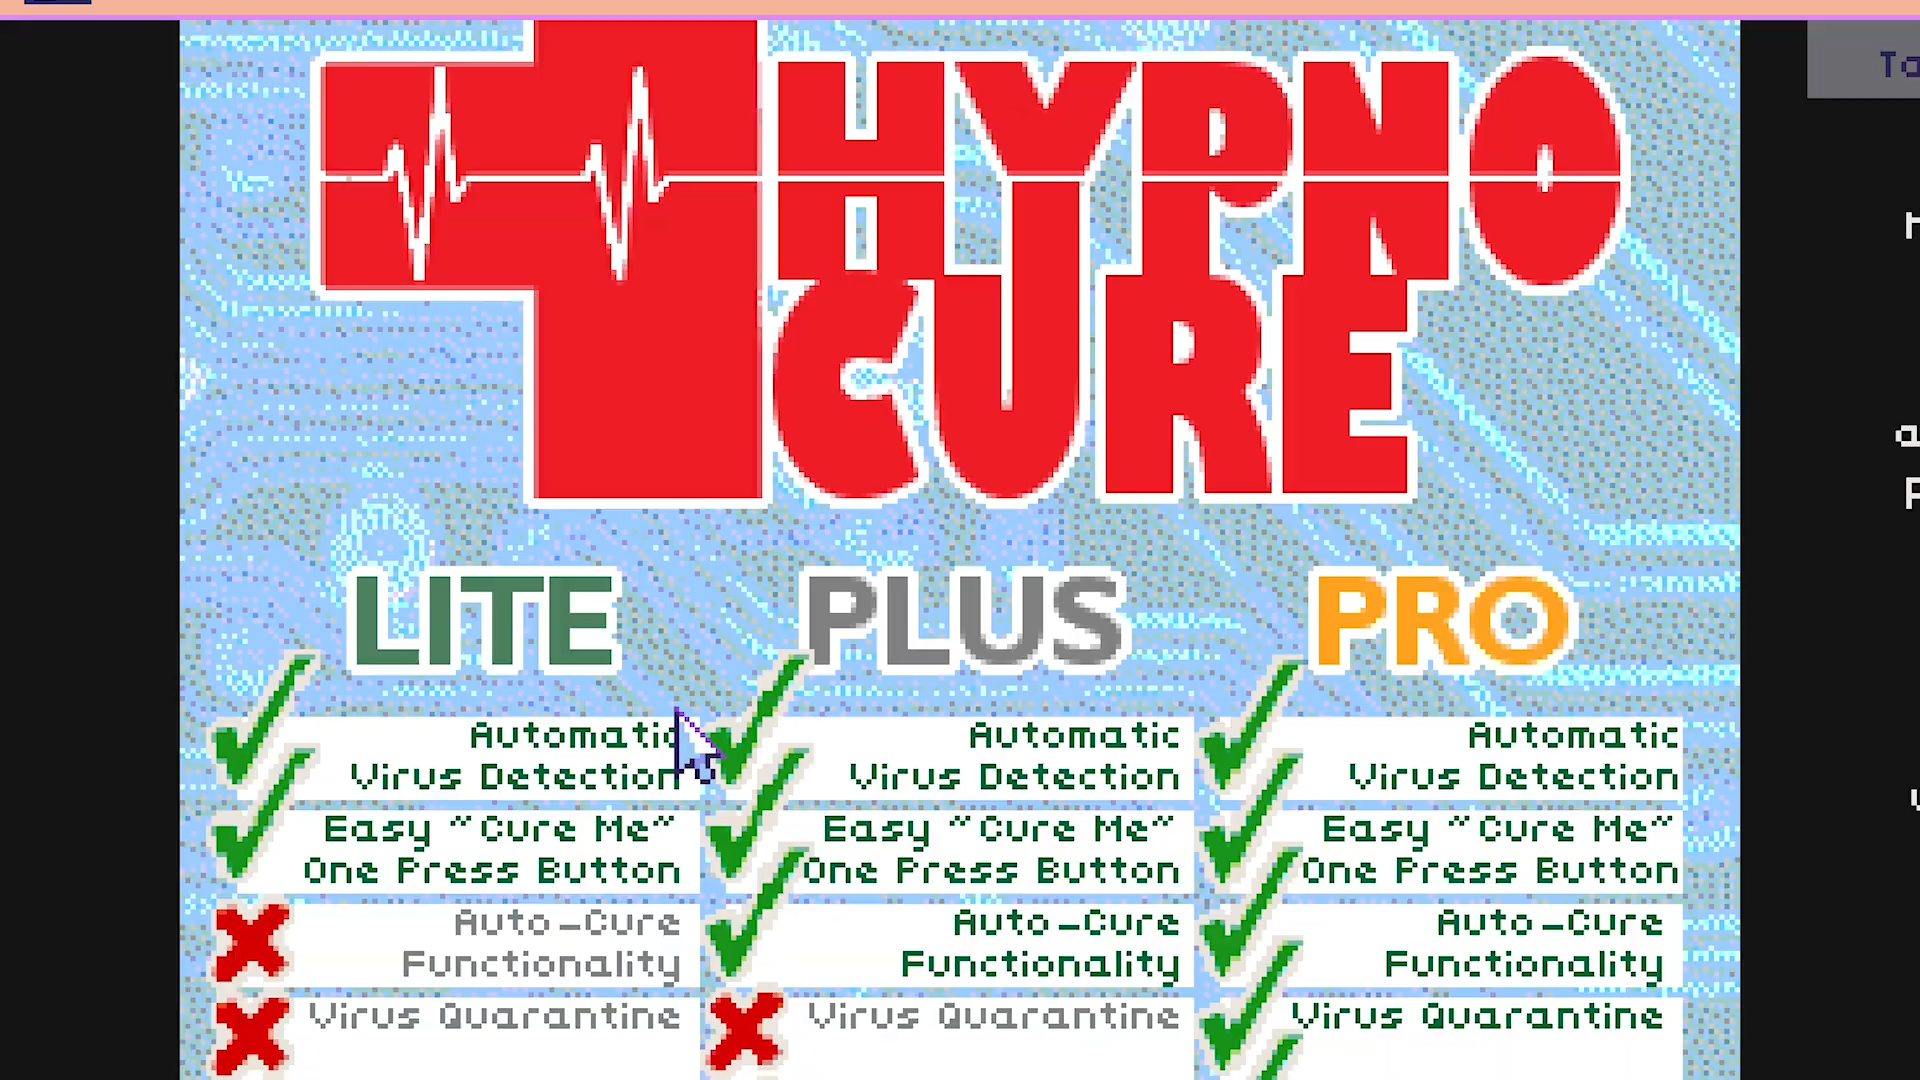 HYPNO
CURE
LITE PLUS PRO
Automatic
Virus Detection
Easy "Cure Me"
One Press Button
Auto-Cure
Functionality
Virus Quarantine
Automatic
Virus Detection
Easy "Cure Me"
One Press Button
Auto-Cure
Functionality
Virus Quarantine
Automatic
Virus Detection
Easy "Cure Me"
One Press Button
Auto-Cure
Functionality
Virus Quarantine